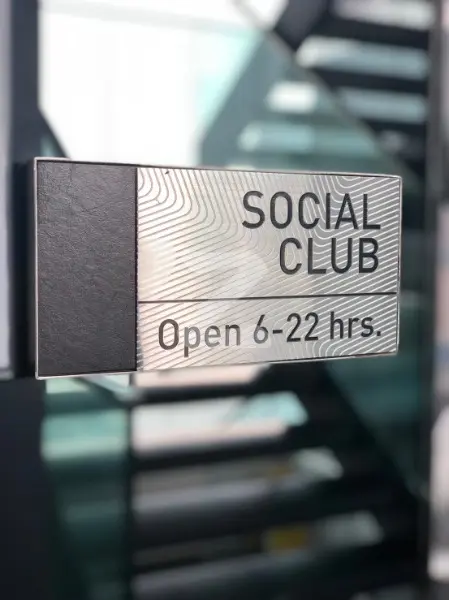 SOCIAL
CLUB
Open 6-22 hrs.